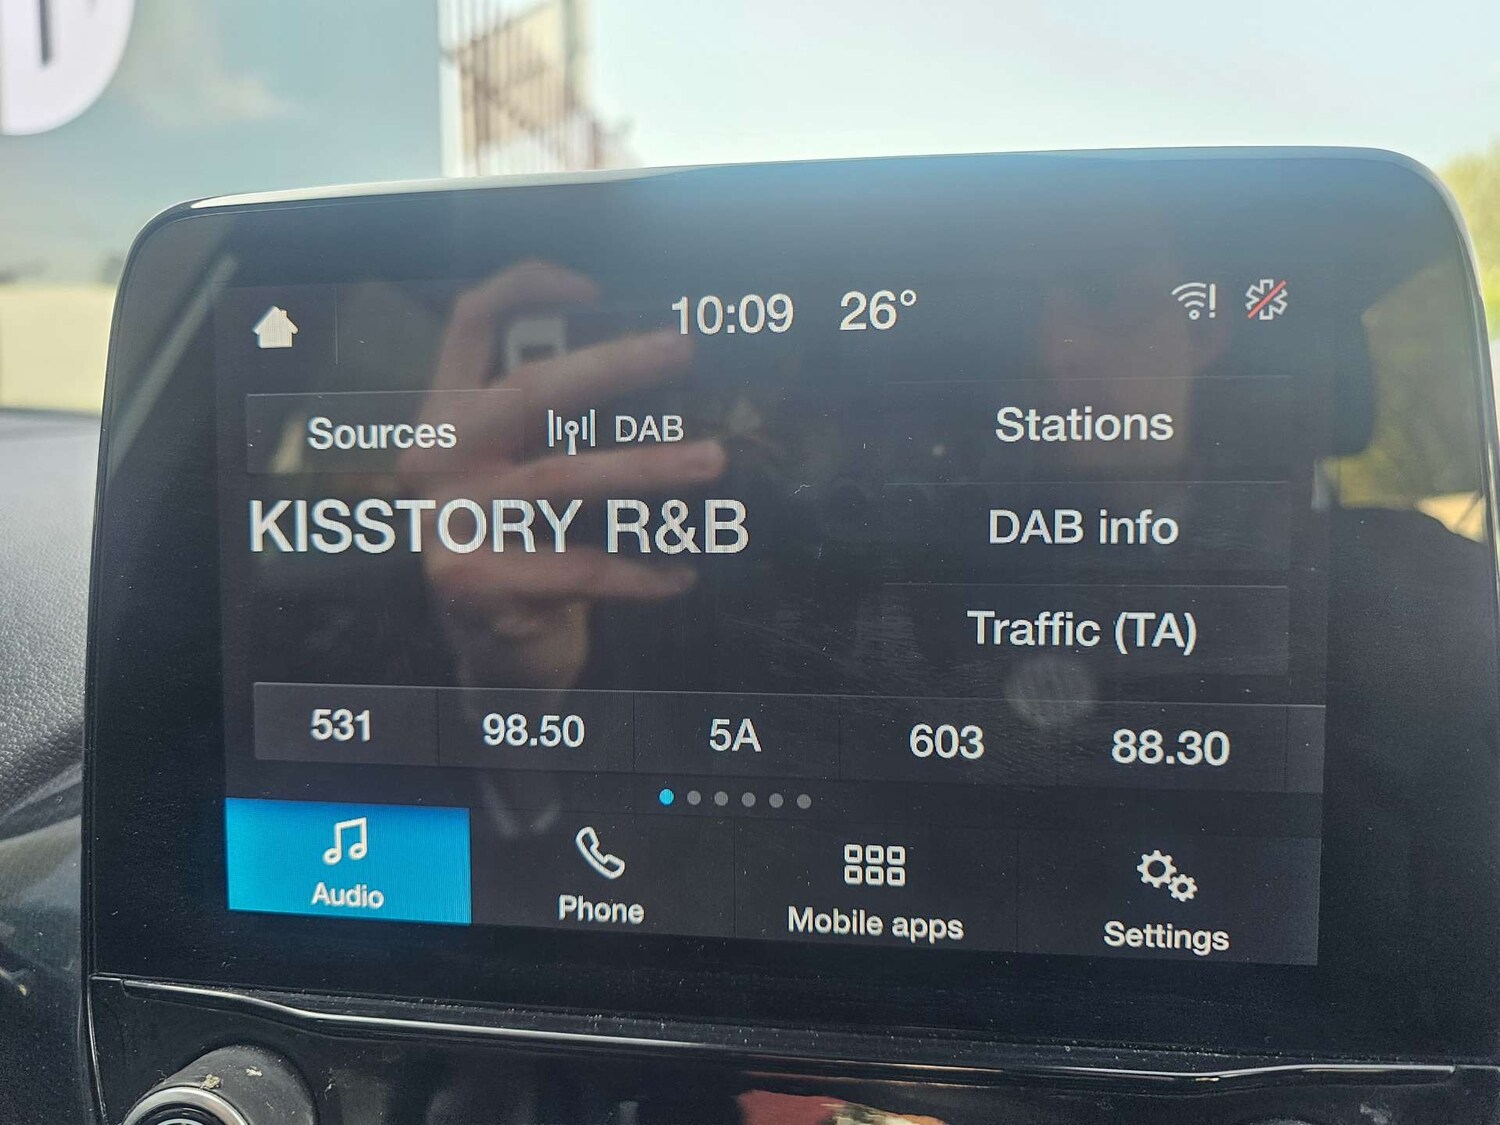 10:09 26°
Sources
DAB
Stations
KISSTORY R&B
DAB info
Traffic (TA)
531
98.50
5A
603
88.30
Audio
Phone
Mobile apps
Settings